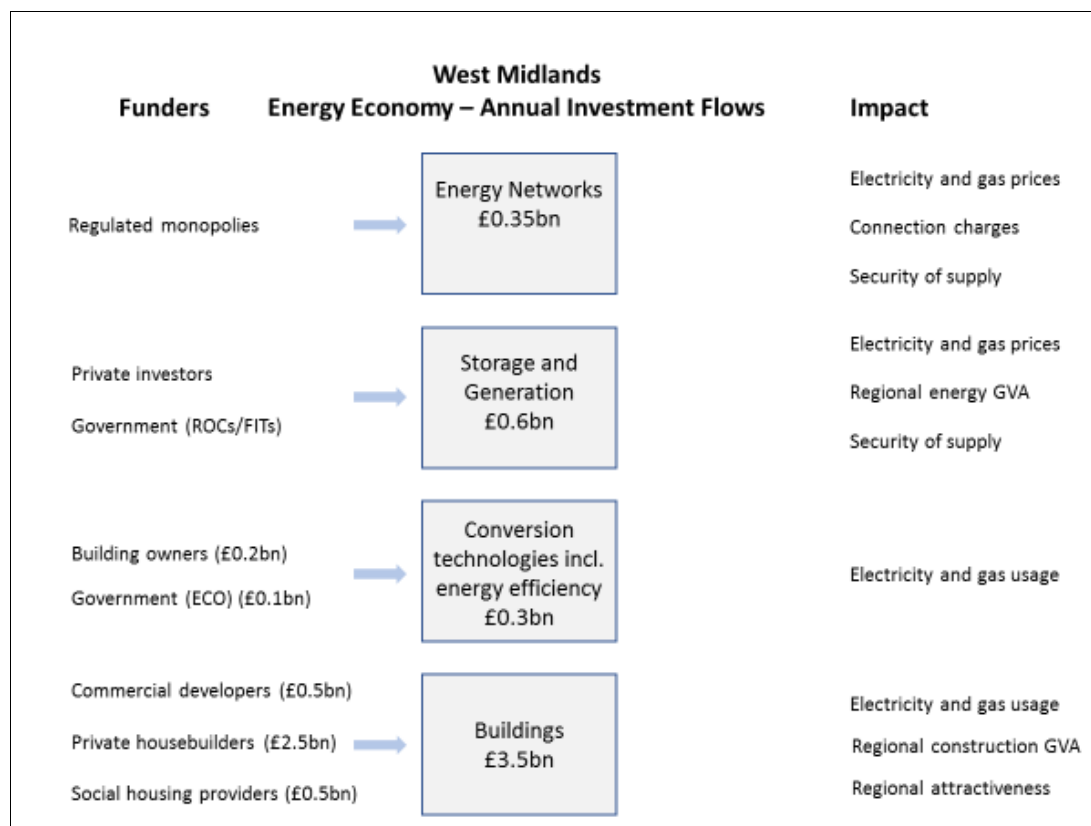 West Midlands
Funders Energy Economy – Annual Investment Flows Impact
Regulated monopolies
Energy Networks
£0.35bn
Electricity and gas prices
Connection charges
Security of supply
Private investors
Government (ROCs/FITs)
Storage and
Generation
£0.6bn
Electricity and gas prices
Regional energy GVA
Security of supply
Building owners (£0.2bn)
Government (ECO) (£0.1bn)
Conversion
technologies incl.
energy efficiency
£0.3bn
Electricity and gas usage
Commercial developers (£0.5bn)
Private housebuilders (£2.5bn)
Social housing providers (£0.5bn)
Buildings
£3.5bn
Electricity and gas usage
Regional construction GVA
Regional attractiveness